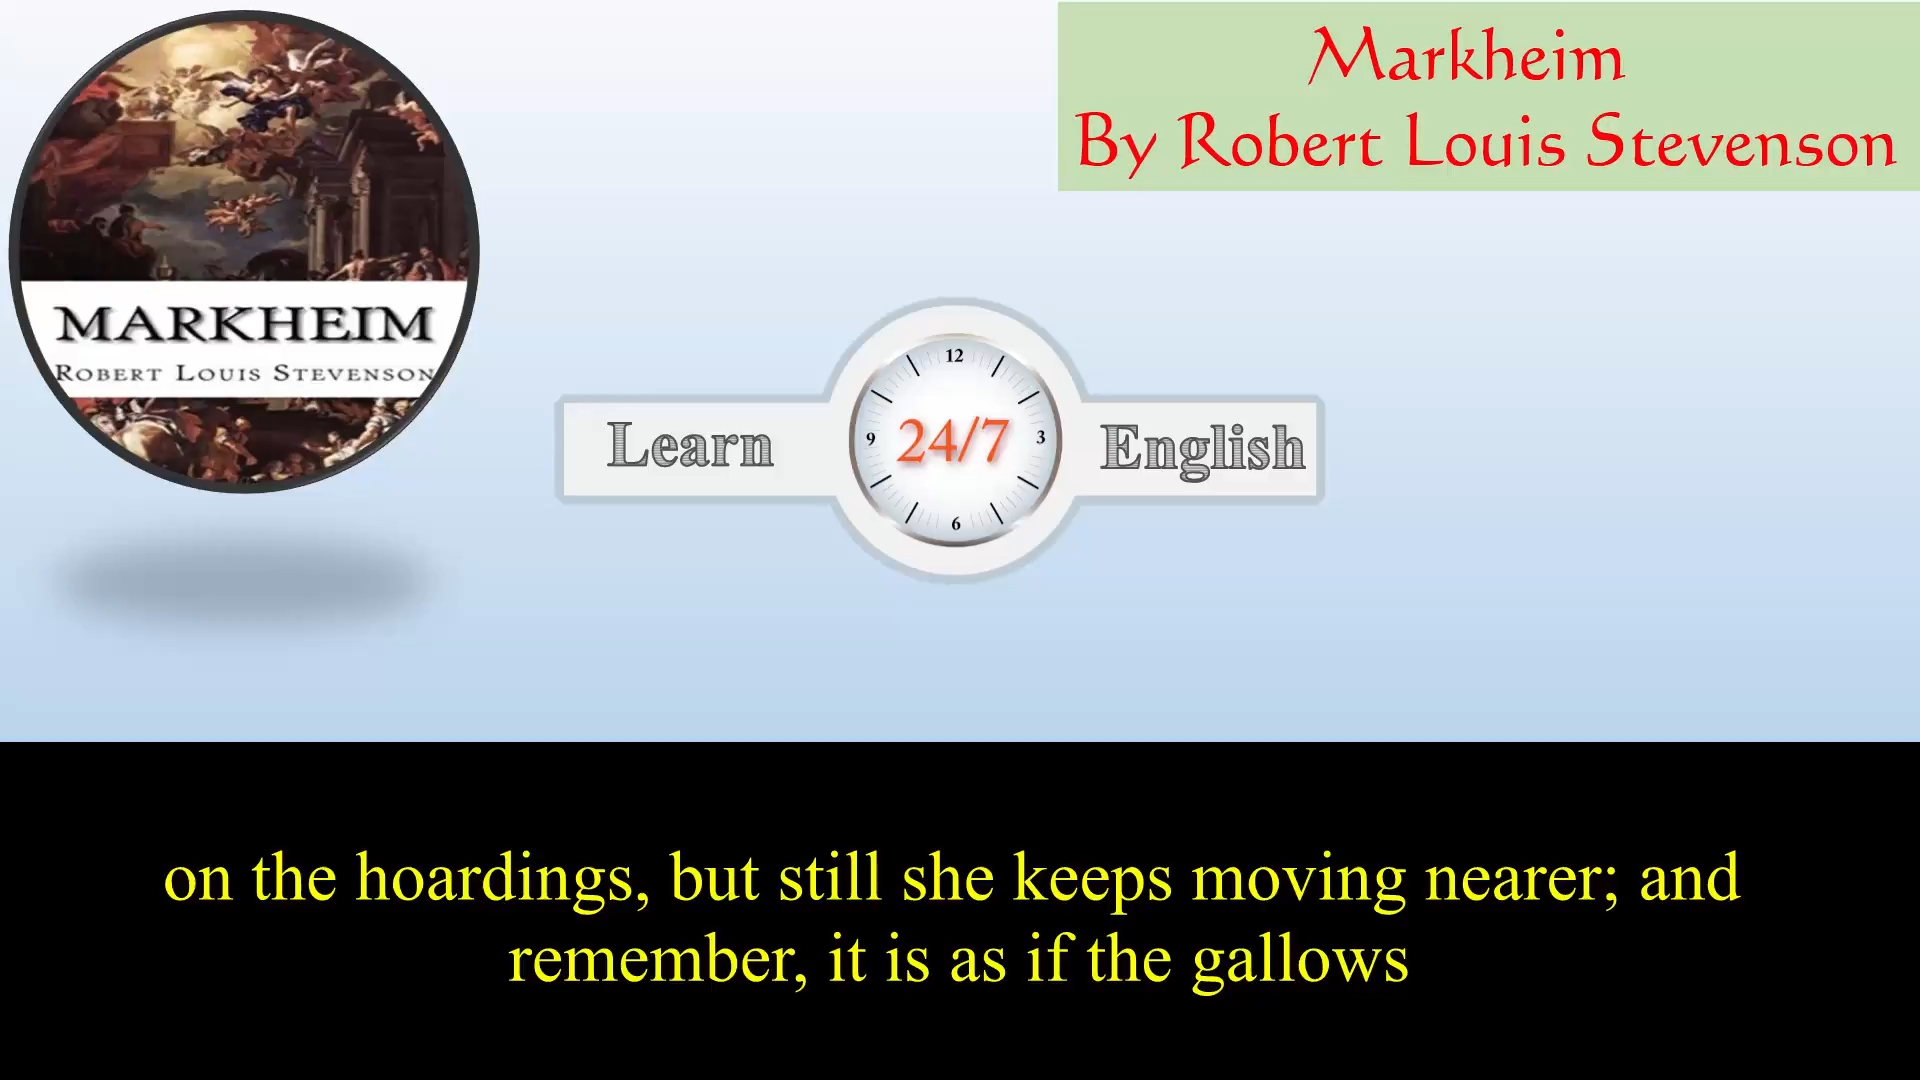 Markheim
By Robert Louis Stevenson
MARKHEIM
ROBERT LOUIS STEVENSON
Learn 24/7 English
12
9
3
6
on the hoardings, but still she keeps moving nearer; and
remember, it is as if the gallows